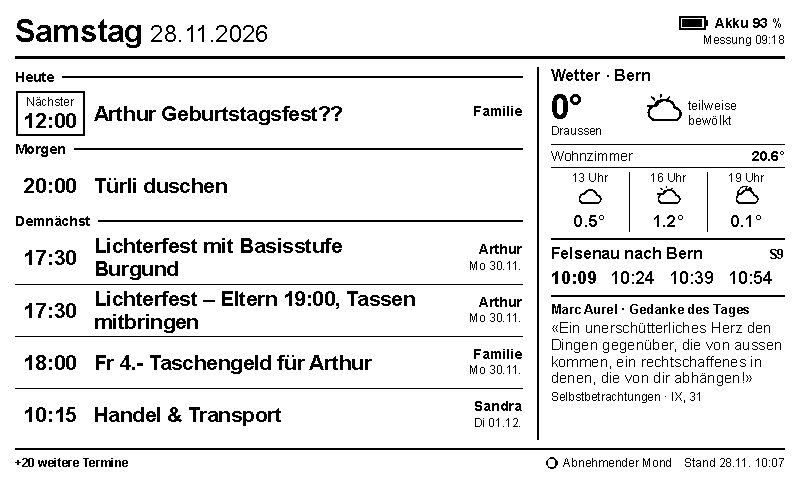 Samstag 28.11.2026
Akku 93 %
Messung 09:18
Heute
Nächster
12:00
Arthur Geburtstagsfest??
Familie
Morgen
20:00
Türli duschen
Demnächst
17:30
Lichterfest mit Basisstufe
Burgund
Arthur
Mo 30.11.
17:30
Lichterfest – Eltern 19:00, Tassen
mitbringen
Arthur
Mo 30.11.
18:00
Fr 4.- Taschengeld für Arthur
Familie
Mo 30.11.
10:15
Handel & Transport
Sandra
Di 01.12.
+20 weitere Termine
Wetter · Bern
0°
Draussen
teilweise
bewölkt
Wohnzimmer 20.6°
13 Uhr 16 Uhr 19 Uhr
0.5° 1.2° 0.1°
Felsenau nach Bern S9
10:09 10:24 10:39 10:54
Marc Aurel · Gedanke des Tages
«Ein unerschütterliches Herz den
Dingen gegenüber, die von aussen
kommen, ein rechtschaffenes in
denen, die von dir abhängen!»
Selbstbetrachtungen · IX, 31
Abnehmender Mond Stand 28.11. 10:07